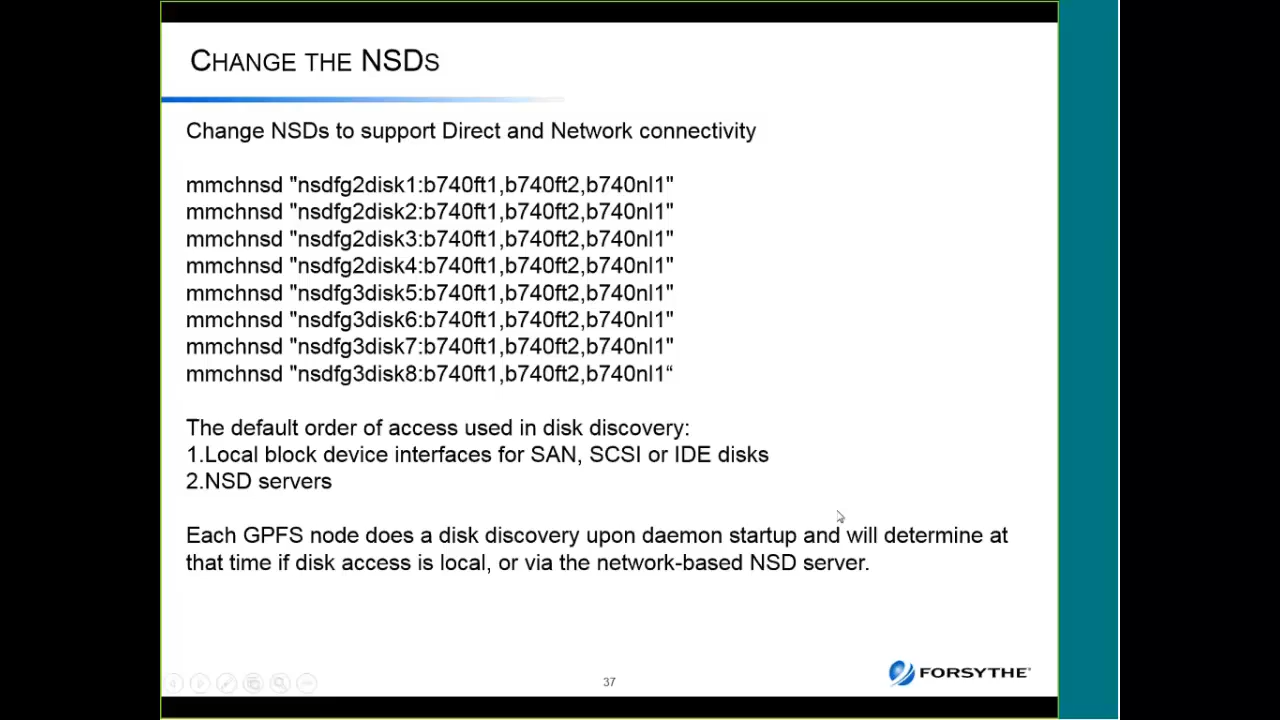 CHANGE THE NSDS
Change NSDs to support Direct and Network connectivity
mmchnsd "nsdfg2disk1:b740ft1,b740ft2,b740nl1"
mmchnsd "nsdfg2disk2:b740ft1,b740ft2,b740nl1"
mmchnsd "nsdfg2disk3:b740ft1,b740ft2,b740nl1"
mmchnsd "nsdfg2disk4:b740ft1,b740ft2,b740nl1"
mmchnsd "nsdfg3disk5:b740ft1,b740ft2,b740nl1"
mmchnsd "nsdfg3disk6:b740ft1,b740ft2,b740nl1"
mmchnsd "nsdfg3disk7:b740ft1,b740ft2,b740nl1"
mmchnsd "nsdfg3disk8:b740ft1,b740ft2,b740nl1“
The default order of access used in disk discovery:
1.Local block device interfaces for SAN, SCSI or IDE disks
2.NSD servers
Each GPFS node does a disk discovery upon daemon startup and will determine at
that time if disk access is local, or via the network-based NSD server.
37
FORSYTHE